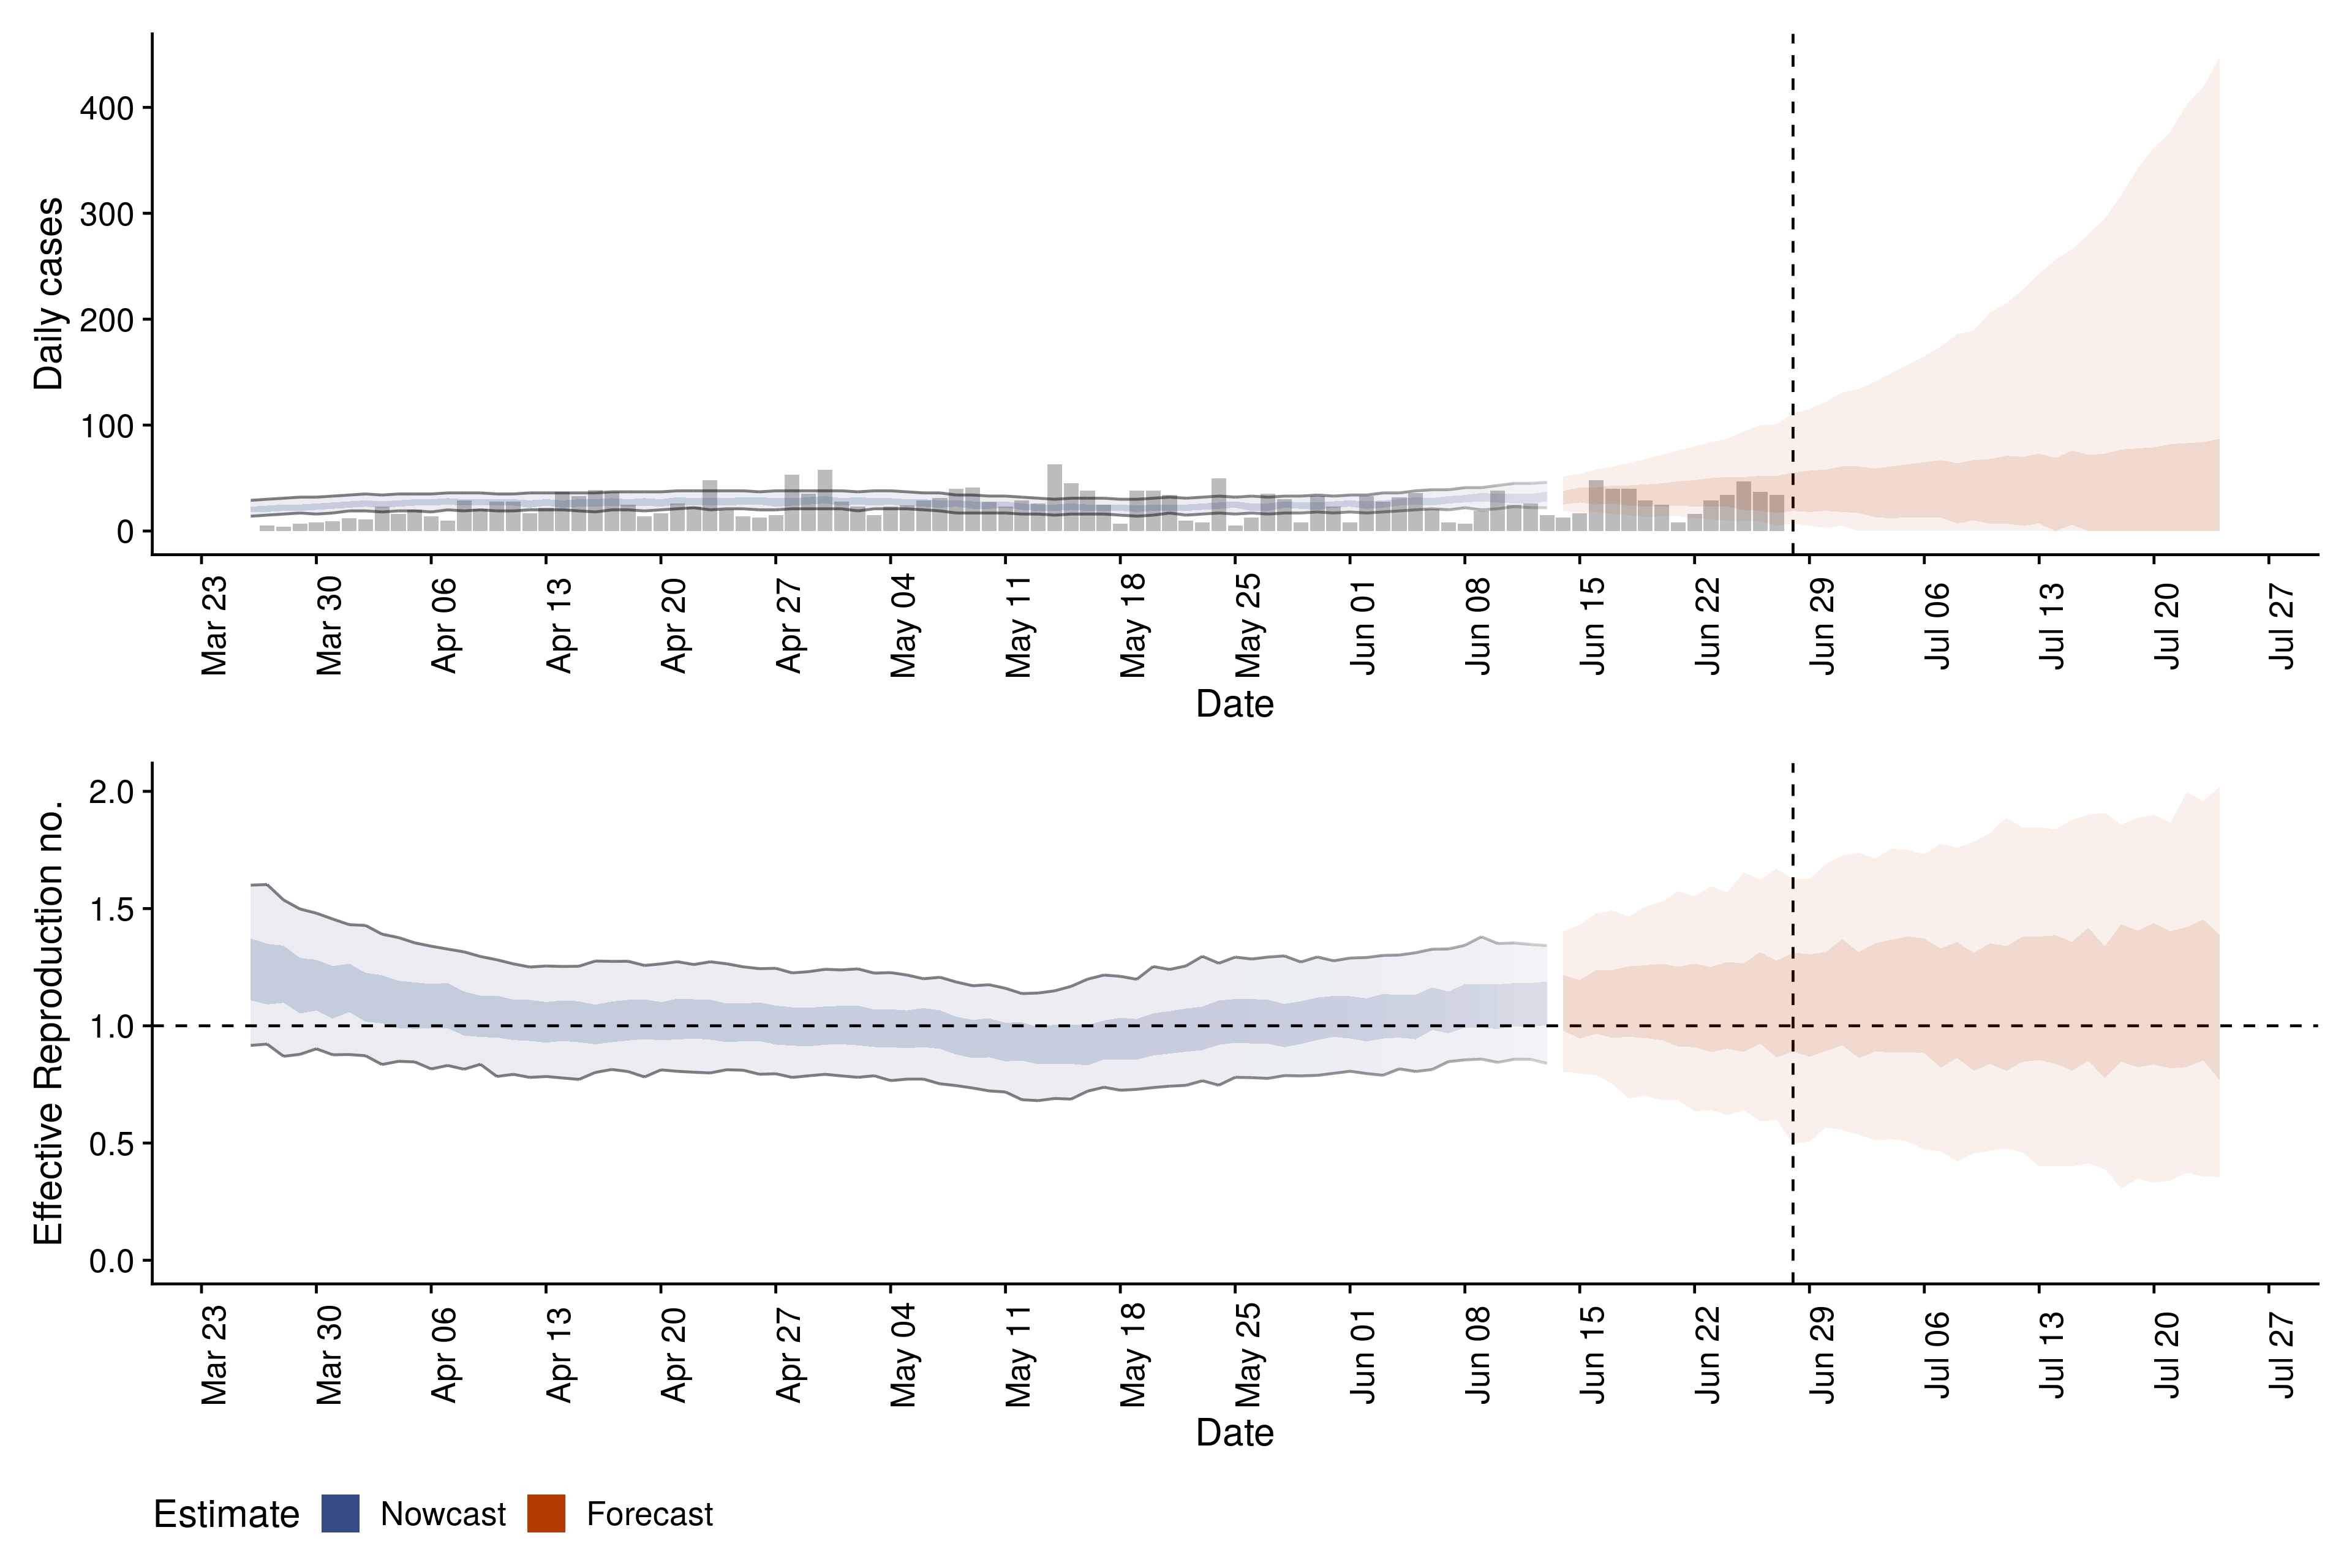 400
300
200
100
0
Daily cases
Mar 23 Mar 30 Apr 06 Apr 13 Apr 20 Apr 27 May 04 May 11 May 18 May 25 Jun 01 Jun 08 Jun 15 Jun 22 Jun 29 Jul 06 Jul 13 Jul 20 Jul 27
Date
2.0
1.5
1.0
0.5
0.0
Effective Reproduction no.
Mar 23 Mar 30 Apr 06 Apr 13 Apr 20 Apr 27 May 04 May 11 May 18 May 25 Jun 01 Jun 08 Jun 15 Jun 22 Jun 29 Jul 06 Jul 13 Jul 20 Jul 27
Date
Estimate Nowcast Forecast